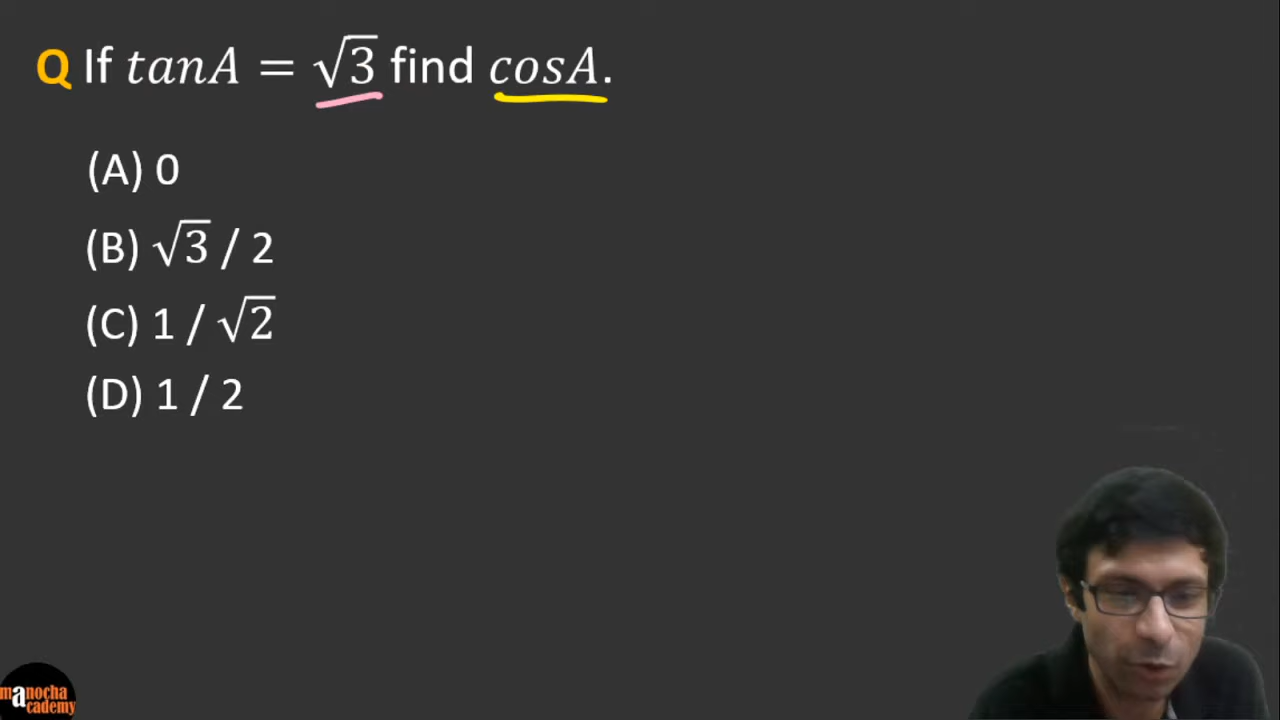 Q If tanA = √3 find cosA.
(A) 0
(B) √3 / 2
(C) 1 / √2
(D) 1 / 2
manocha
academy